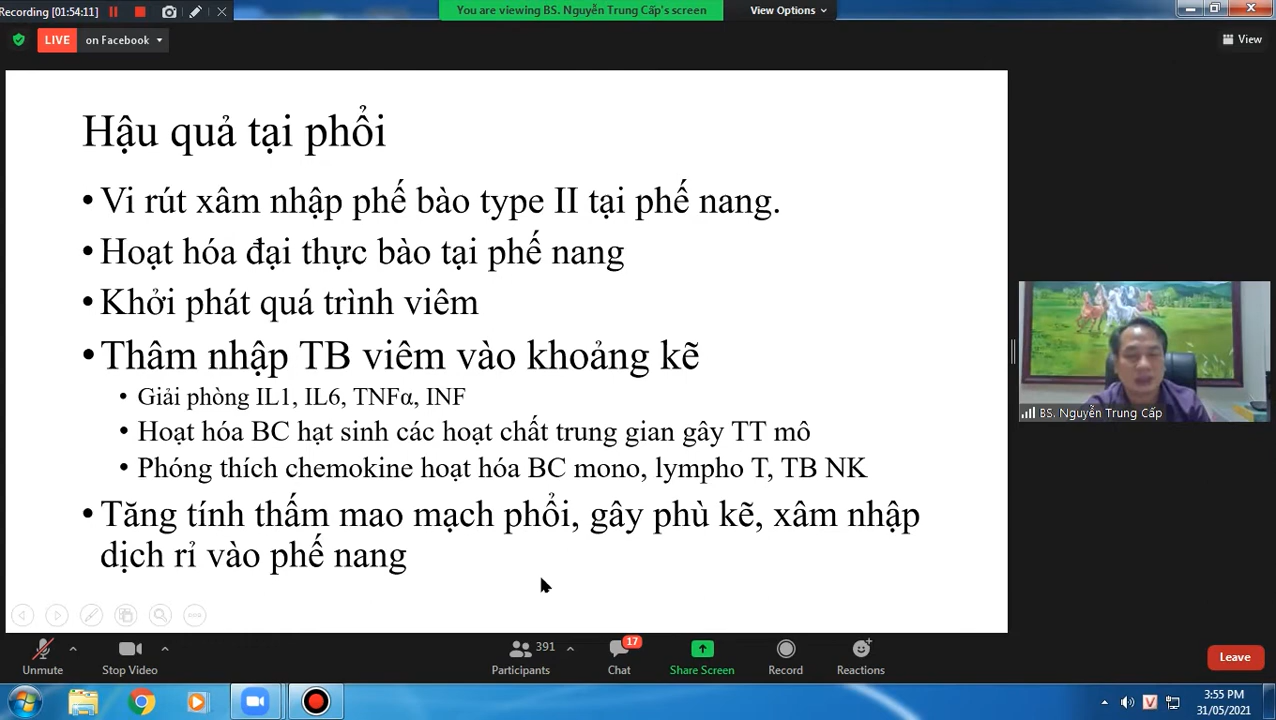 Recording [01:54:11]
You are viewing BS. Nguyễn Trung Cấp's screen
View Options
LIVE
on Facebook
View
Hậu quả tại phổi
•Vi rút xâm nhập phế bào type II tại phế nang.
•Hoạt hóa đại thực bào tại phế nang
•Khởi phát quá trình viêm
•Thâm nhập TB viêm vào khoảng kẽ
• Giải phòng IL1, IL6, TNFα, INF
• Hoạt hóa BC hạt sinh các hoạt chất trung gian gây TT mô
• Phóng thích chemokine hoạt hóa BC mono, lympho T, TB NK
•Tăng tính thấm mao mạch phổi, gây phù kẽ, xâm nhập
dịch rỉ vào phế nang
BS. Nguyễn Trung Cấp
Unmute
Stop Video
391
Participants
17
Chat
Share Screen
Record
Reactions
Leave
V
3:55 PM
31/05/2021